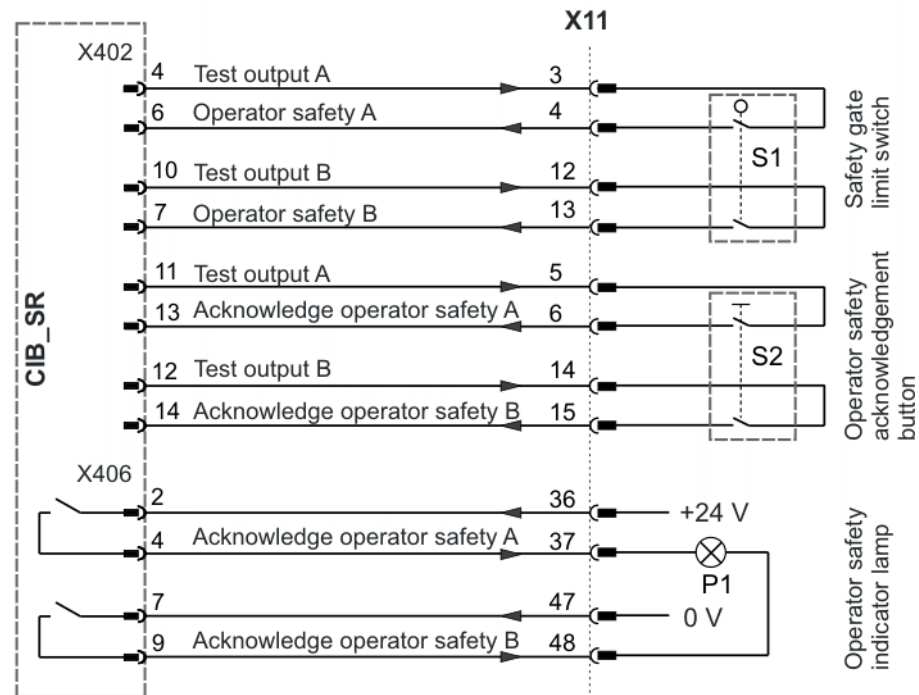 X11
X402
4 Test output A 3
6 Operator safety A 4
10 Test output B 12
7 Operator safety B 13
S1
Safety gate
limit switch
11 Test output A 5
13 Acknowledge operator safety A 6
12 Test output B 14
14 Acknowledge operator safety B 15
S2
Operator safety
acknowledgement
button
CIB_SR
X406
2 36 +24 V
4 Acknowledge operator safety A 37
P1
7 47 0 V
9 Acknowledge operator safety B 48
Operator safety
indicator lamp